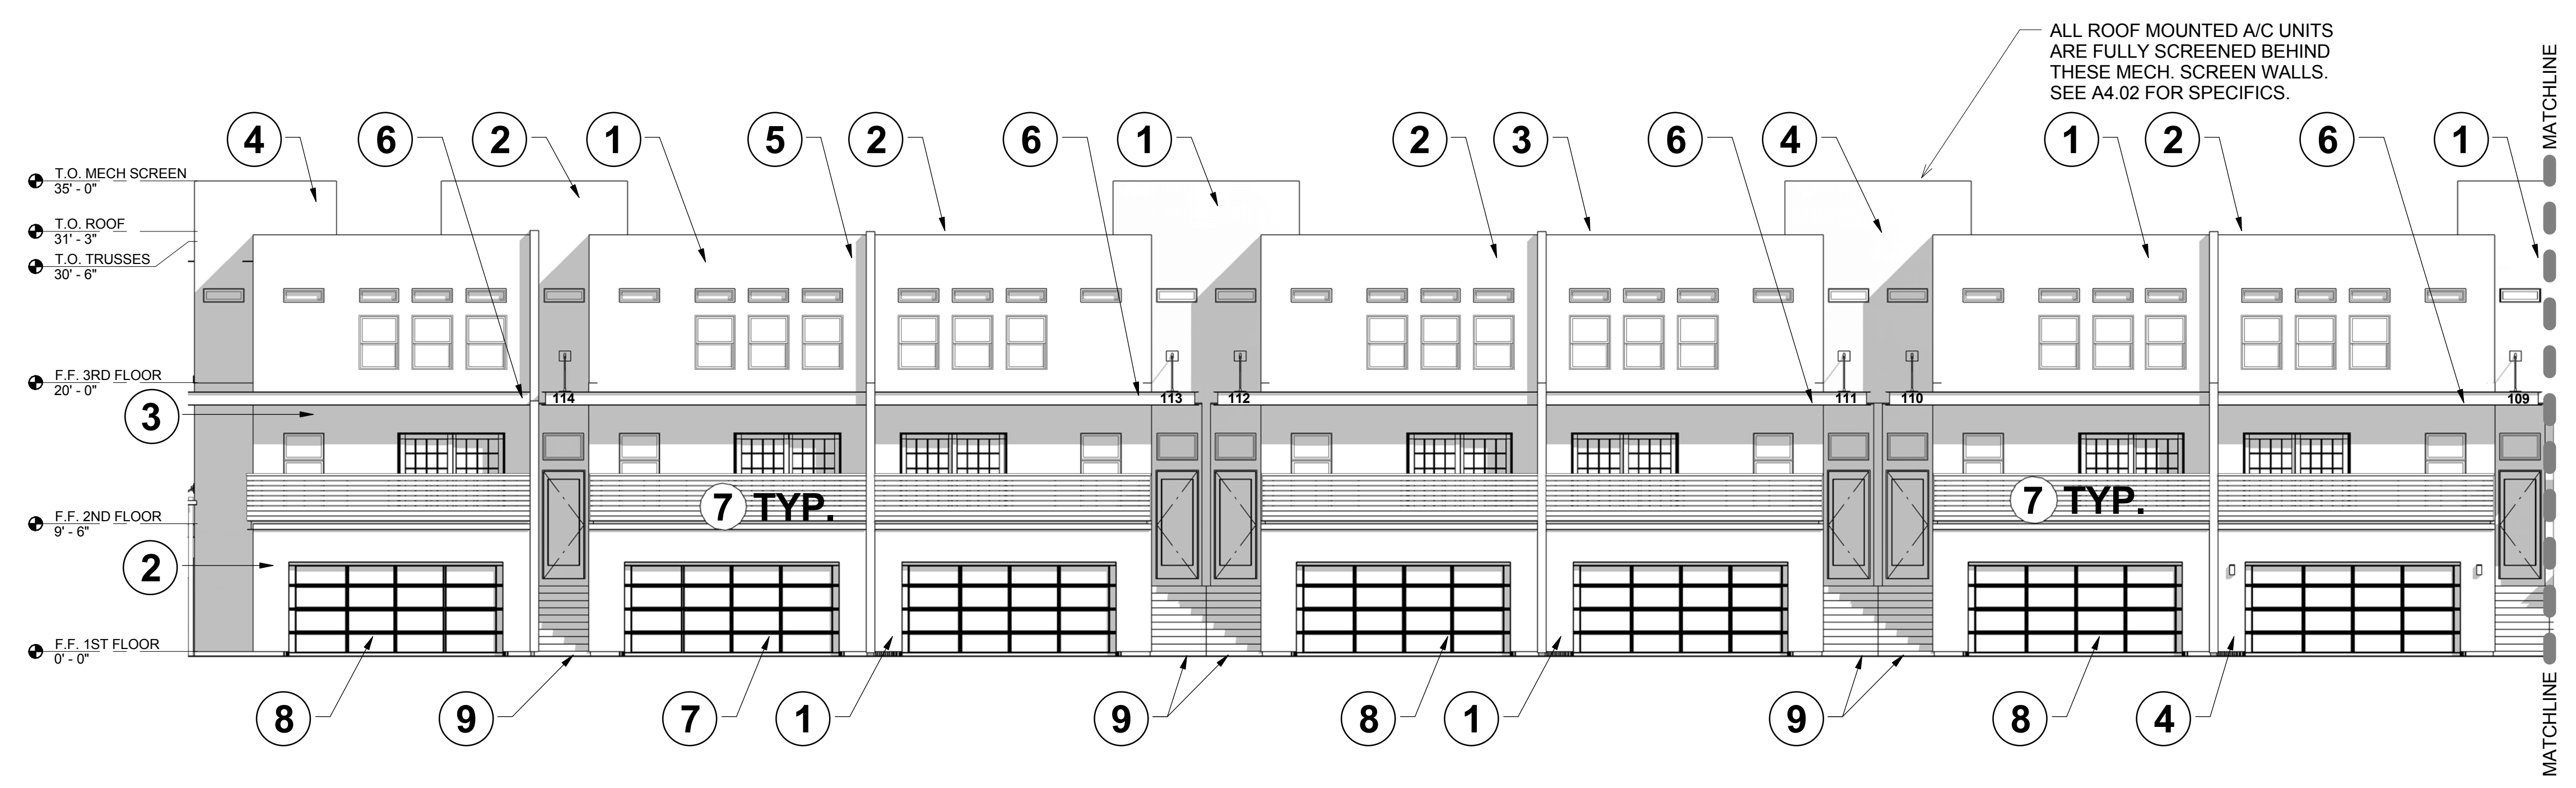 ALL ROOF MOUNTED A/C UNITS
ARE FULLY SCREENED BEHIND
THESE MECH. SCREEN WALLS.
SEE A4.02 FOR SPECIFICS.
MATCHLINE
4 6 2 1 5 2 6 1 2 3 6 4 1 2 6 1
T.O. MECH SCREEN
35' - 0"
T.O. ROOF
31' - 3"
T.O. TRUSSES
30' - 6"
F.F. 3RD FLOOR
20' - 0"
114 113 112 111 110 109
3
7 TYP. 7 TYP.
F.F. 2ND FLOOR
9' - 6"
2
F.F. 1ST FLOOR
0' - 0"
8 9 7 1 9 8 1 9 8 4
MATCHLINE